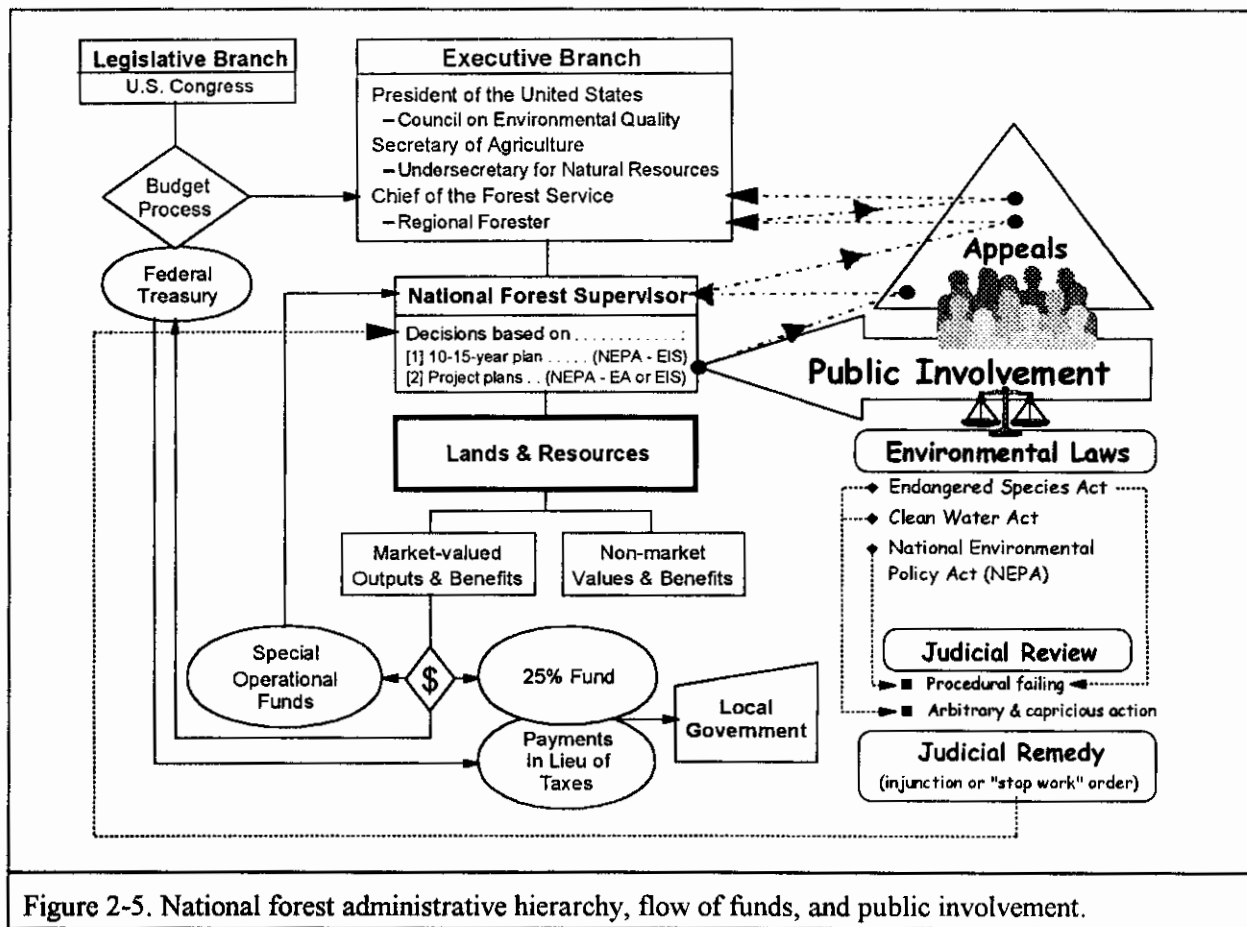 Legislative Branch
U.S. Congress
Executive Branch
President of the United States
– Council on Environmental Quality
Secretary of Agriculture
– Undersecretary for Natural Resources
Chief of the Forest Service
– Regional Forester
Budget
Process
Federal
Treasury
National Forest Supervisor
Decisions based on . . . . . . . . . . . . :
[1] 10-15-year plan . . . . . (NEPA - EIS)
[2] Project plans . . (NEPA - EA or EIS)
Appeals
Public Involvement
Lands & Resources
Market-valued
Outputs & Benefits
Non-market
Values & Benefits
Special
Operational
Funds
$
25% Fund
Payments
In Lieu of
Taxes
Local
Government
Environmental Laws
Endangered Species Act
Clean Water Act
National Environmental
Policy Act (NEPA)
Judicial Review
Procedural failing
Arbitrary & capricious action
Judicial Remedy
(injunction or "stop work" order)
Figure 2-5. National forest administrative hierarchy, flow of funds, and public involvement.